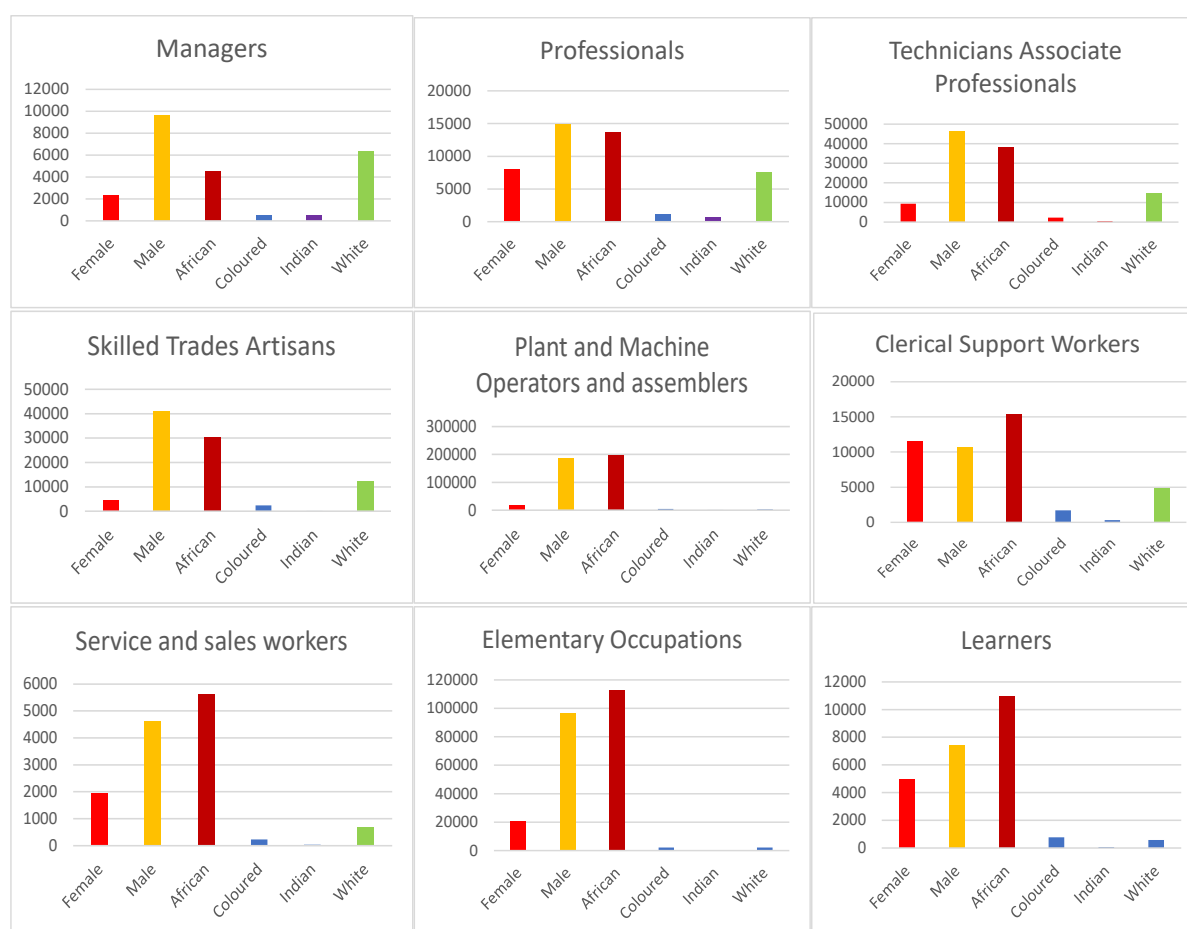 Managers
12000
10000
8000
6000
4000
2000
0
Female
Male
African
Coloured
Indian
White
Professionals
20000
15000
10000
5000
0
Female
Male
African
Coloured
Indian
White
Technicians Associate
Professionals
50000
40000
30000
20000
10000
0
Female
Male
African
Coloured
Indian
White
Skilled Trades Artisans
50000
40000
30000
20000
10000
0
Female
Male
African
Coloured
Indian
White
Plant and Machine
Operators and assemblers
300000
200000
100000
0
Female
Male
African
Coloured
Indian
White
Clerical Support Workers
20000
15000
10000
5000
0
Female
Male
African
Coloured
Indian
White
Service and sales workers
6000
5000
4000
3000
2000
1000
0
Female
Male
African
Coloured
Indian
White
Elementary Occupations
120000
100000
80000
60000
40000
20000
0
Female
Male
African
Coloured
Indian
White
Learners
12000
10000
8000
6000
4000
2000
0
Female
Male
African
Coloured
Indian
White